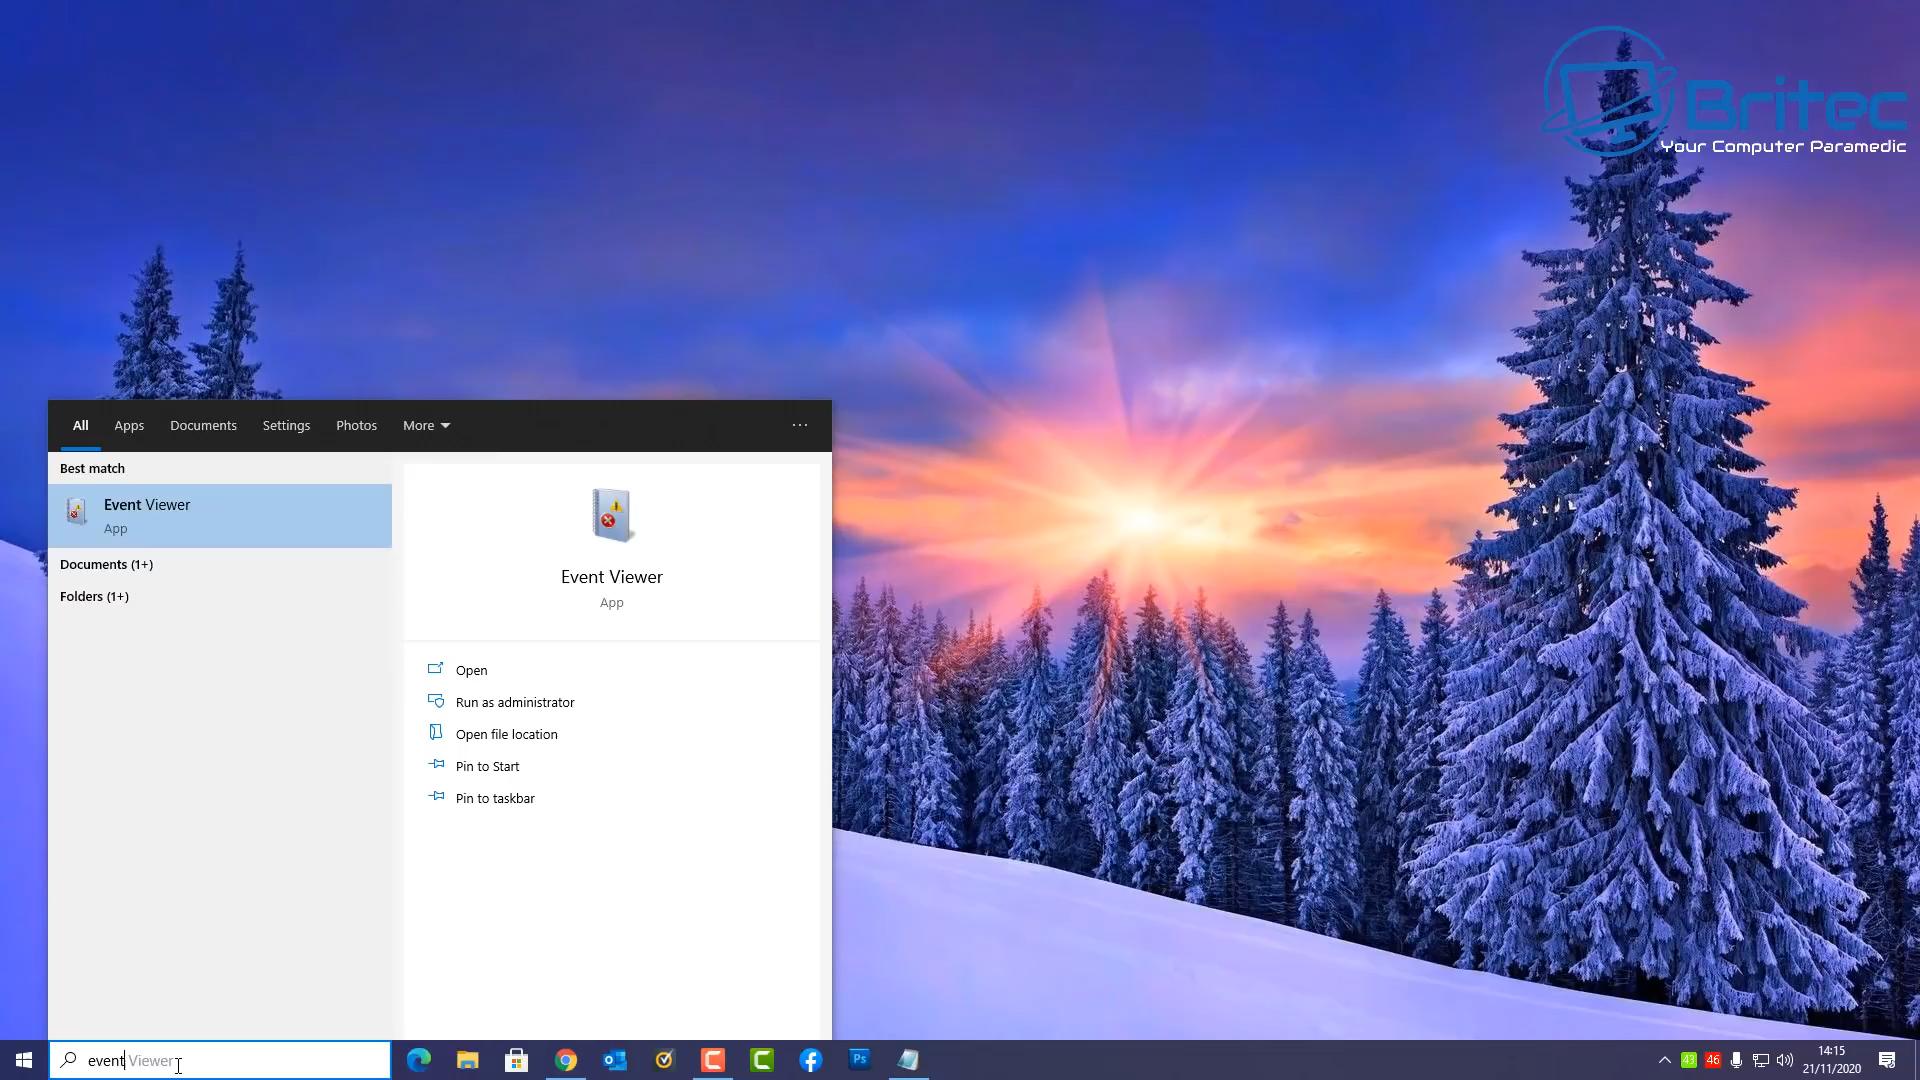 Britec
Your Computer Paramedic
All Apps Documents Settings Photos More ...
Best match
Event Viewer
App
Documents (1+)
Folders (1+)
Event Viewer
App
Open
Run as administrator
Open file location
Pin to Start
Pin to taskbar
event Viewer
Ps
43 46
14:15
21/11/2020